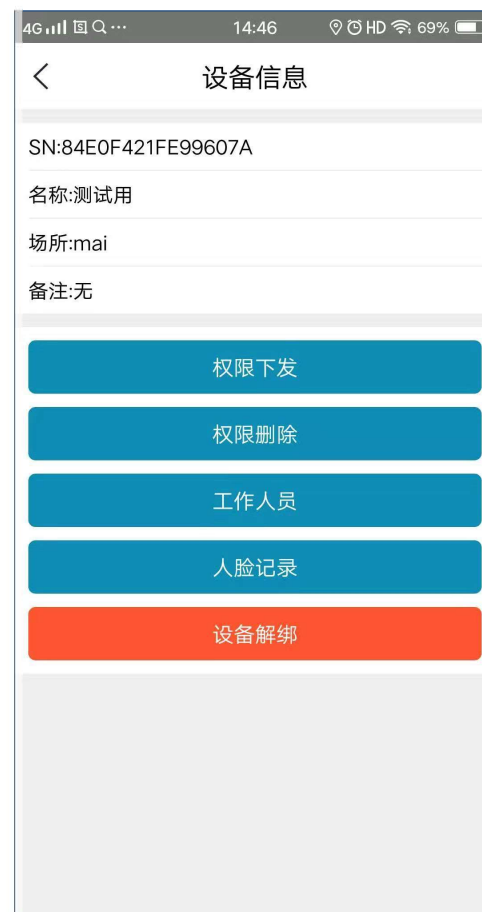 4G 14:46 HD 69%
设备信息
SN:84E0F421FE99607A
名称:测试用
场所:mai
备注:无
权限下发
权限删除
工作人员
人脸记录
设备解绑